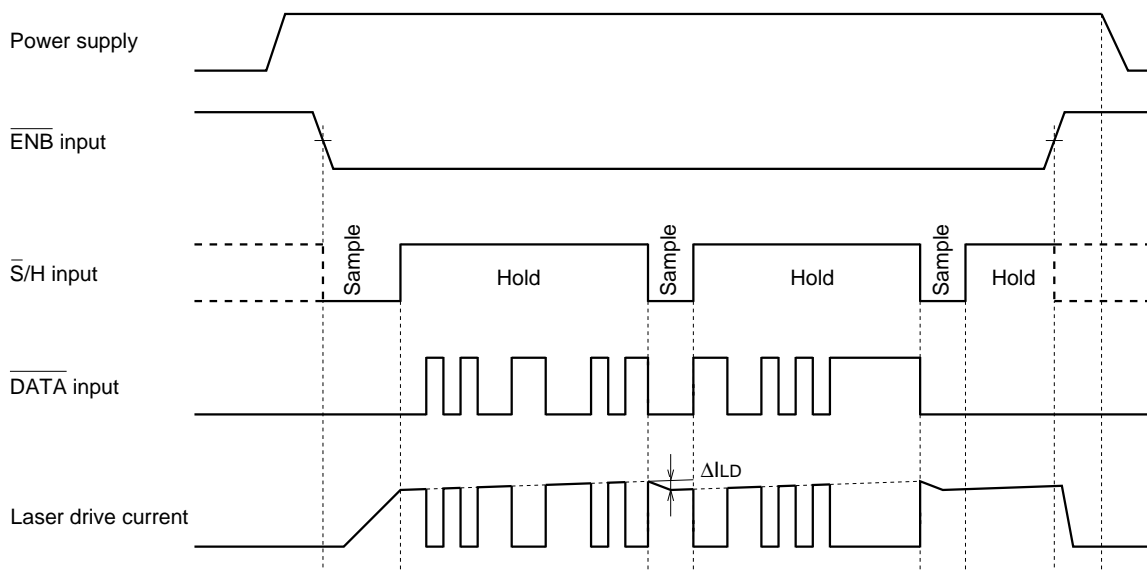 Power supply
ENB input
S/H input
Sample
Hold
Sample
Hold
Sample
Hold
DATA input
ΔILD
Laser drive current